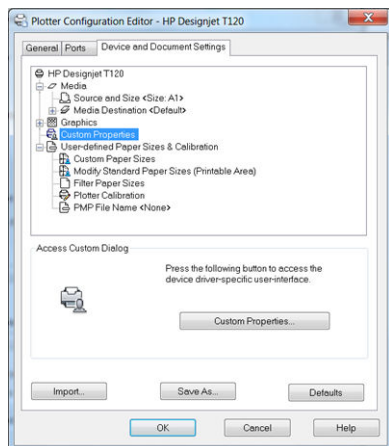 Plotter Configuration Editor - HP Designjet T120
General Ports Device and Document Settings
HP Designjet T120
Media
Source and Size <Size: A1>
Media Destination <Default>
Graphics
Custom Properties
User-defined Paper Sizes & Calibration
Custom Paper Sizes
Modify Standard Paper Sizes (Printable Area)
Filter Paper Sizes
Plotter Calibration
PMP File Name <None>
Access Custom Dialog
Press the following button to access the
device driver-specific user-interface.
Custom Properties...
Import... Save As... Defaults
OK Cancel Help